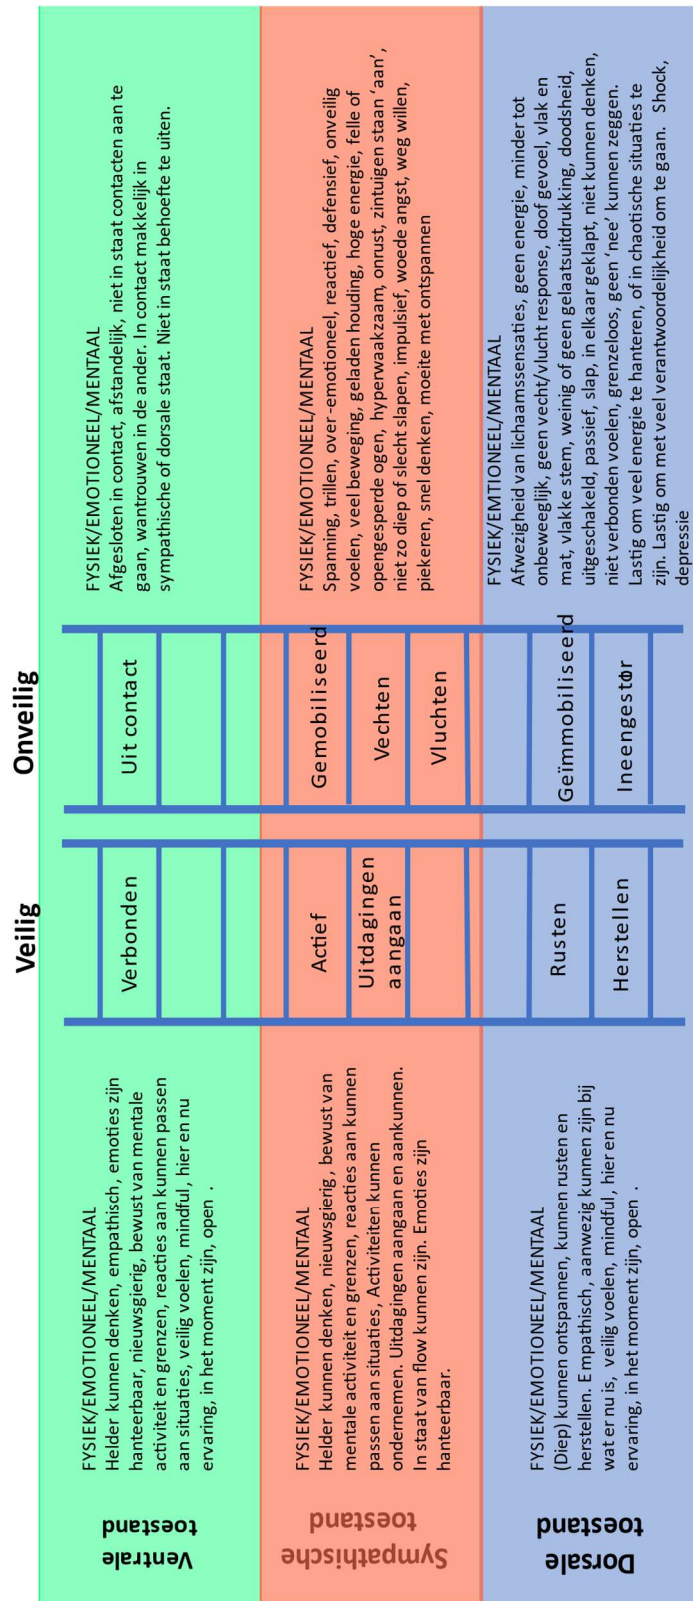 Veilig
Onveilig
Ventrale
toestand
FYSIEK/EMOTIONEEL/MENTAAL
Helder kunnen denken, empathisch, emoties zijn
hanteerbaar, nieuwsgierig, bewust van mentale
activiteit en grenzen, reacties aan kunnen passen
aan situaties, veilig voelen, mindful, hier en nu
ervaring, in het moment zijn, open .
Verbonden
Uit contact
FYSIEK/EMOTIONEEL/MENTAAL
Afgesloten in contact, afstandelijk, niet in staat contacten aan te
gaan, wantrouwen in de ander. In contact makkelijk in
sympathische of dorsale staat. Niet in staat behoefte te uiten.
Sympathische
toestand
FYSIEK/EMOTIONEEL/MENTAAL
Helder kunnen denken, nieuwsgierig, bewust van
mentale activiteit en grenzen, reacties aan kunnen
passen aan situaties, Activiteiten kunnen
ondernemen. Uitdagingen aangaan en aankunnen.
In staat van flow kunnen zijn. Emoties zijn
hanteerbaar.
Actief
Uitdagingen
aangaan
Gemobiliseerd
Vechten
Vluchten
FYSIEK/EMOTIONEEL/MENTAAL
Spanning, trillen, over-emotioneel, reactief, defensief, onveilig
voelen, veel beweging, geladen houding, hoge energie, felle of
opengesperde ogen, hyperwaakzaam, onrust, zintuigen staan 'aan',
niet zo diep of slecht slapen, impulsief, woede angst, weg willen,
piekeren, snel denken, moeite met ontspannen
Dorsale
toestand
FYSIEK/EMOTIONEEL/MENTAAL
(Diep) kunnen ontspannen, kunnen rusten en
herstellen. Empathisch, aanwezig kunnen zijn bij
wat er nu is, veilig voelen, mindful, hier en nu
ervaring, in het moment zijn, open .
Rusten
Herstellen
Geïmmobiliseerd
Ineengestort
FYSIEK/EMTIONEEL/MENTAAL
Afwezigheid van lichaamssensaties, geen energie, minder tot
onbeweeglijk, geen vecht/vlucht response, doof gevoel, vlak en
mat, vlakke stem, weinig of geen gelaatsuitdrukking, doodsheid,
uitgeschakeld, passief, slap, in elkaar geklapt, niet kunnen denken,
niet verbonden voelen, grenzeloos, geen 'nee' kunnen zeggen.
Lastig om veel energie te hanteren, of in chaotische situaties te
zijn. Lastig om met veel verantwoordelijkheid om te gaan. Shock,
depressie